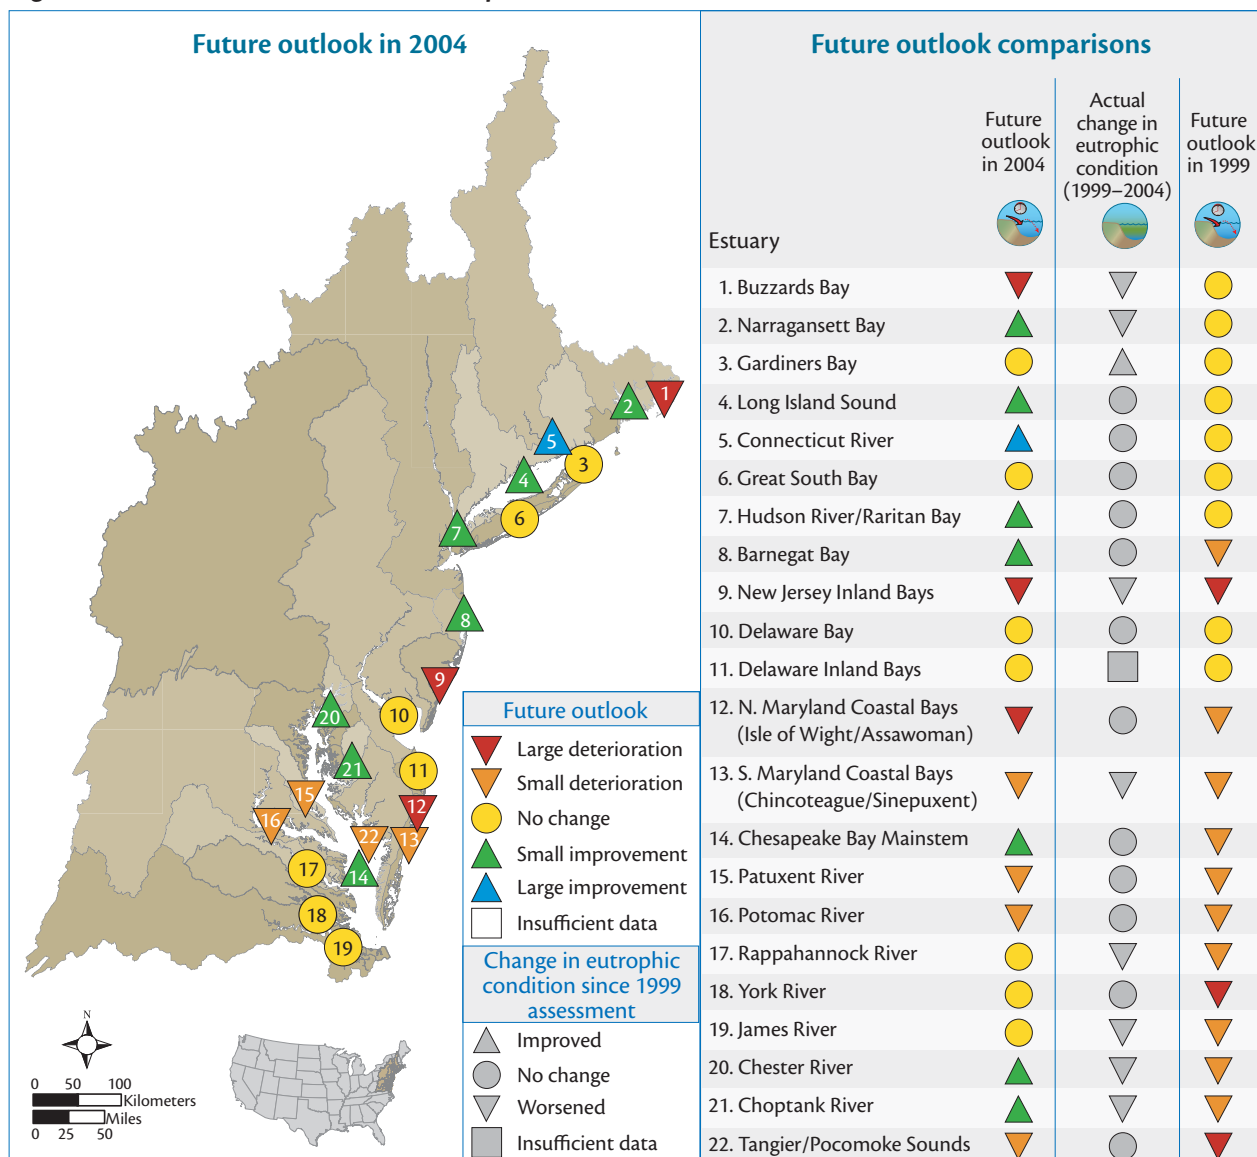 Future outlook in 2004
1
2
3
4
5
6
7
8
9
10
11
12
13
14
15
16
17
18
19
20
21
22
Future outlook
Large deterioration
Small deterioration
No change
Small improvement
Large improvement
Insufficient data
Change in eutrophic
condition since 1999
assessment
Improved
No change
Worsened
Insufficient data
N
0 50 100
Kilometers
Miles
0 25 50
Future outlook comparisons
Estuary
Future
outlook
in 2004
Actual
change in
eutrophic
condition
(1999–2004)
Future
outlook
in 1999
1. Buzzards Bay
2. Narragansett Bay
3. Gardiners Bay
4. Long Island Sound
5. Connecticut River
6. Great South Bay
7. Hudson River/Raritan Bay
8. Barnegat Bay
9. New Jersey Inland Bays
10. Delaware Bay
11. Delaware Inland Bays
12. N. Maryland Coastal Bays
(Isle of Wight/Assawoman)
13. S. Maryland Coastal Bays
(Chincoteague/Sinepuxent)
14. Chesapeake Bay Mainstem
15. Patuxent River
16. Potomac River
17. Rappahannock River
18. York River
19. James River
20. Chester River
21. Choptank River
22. Tangier/Pocomoke Sounds